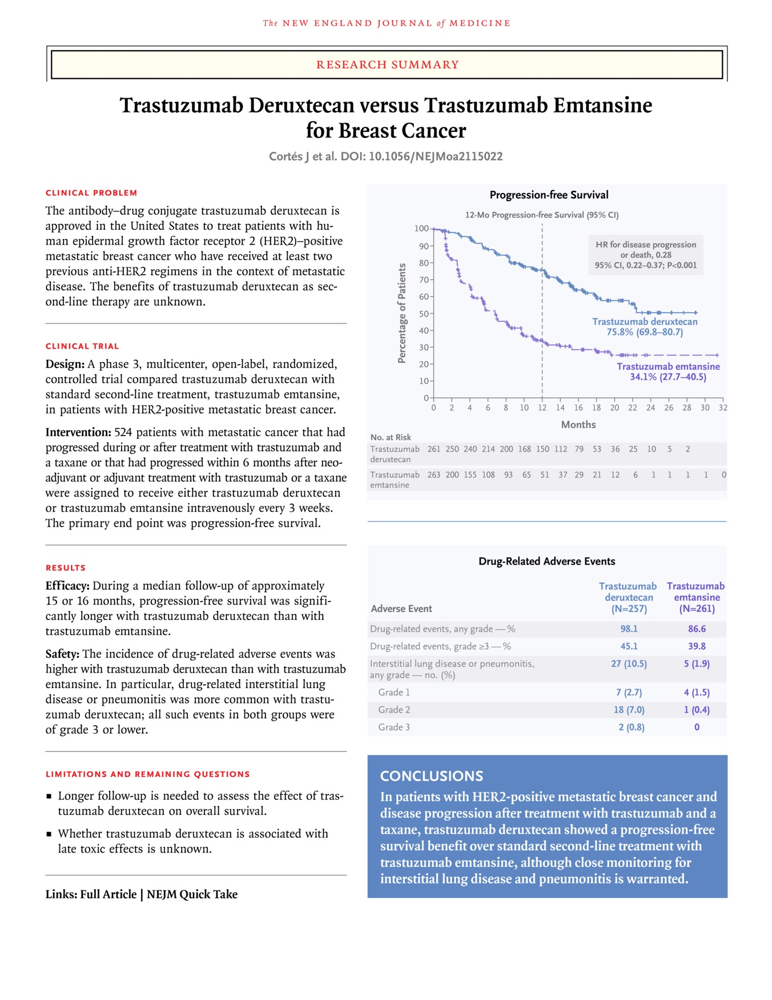 The NEW ENGLAND JOURNAL of MEDICINE
RESEARCH SUMMARY
Trastuzumab Deruxtecan versus Trastuzumab Emtansine
for Breast Cancer
Cortés J et al. DOI: 10.1056/NEJMoa2115022
CLINICAL PROBLEM
The antibody–drug conjugate trastuzumab deruxtecan is
approved in the United States to treat patients with hu-
man epidermal growth factor receptor 2 (HER2)–positive
metastatic breast cancer who have received at least two
previous anti-HER2 regimens in the context of metastatic
disease. The benefits of trastuzumab deruxtecan as sec-
ond-line therapy are unknown.
CLINICAL TRIAL
Design: A phase 3, multicenter, open-label, randomized,
controlled trial compared trastuzumab deruxtecan with
standard second-line treatment, trastuzumab emtansine,
in patients with HER2-positive metastatic breast cancer.
Intervention: 524 patients with metastatic cancer that had
progressed during or after treatment with trastuzumab and
a taxane or that had progressed within 6 months after neo-
adjuvant or adjuvant treatment with trastuzumab or a taxane
were assigned to receive either trastuzumab deruxtecan
or trastuzumab emtansine intravenously every 3 weeks.
The primary end point was progression-free survival.
RESULTS
Efficacy: During a median follow-up of approximately
15 or 16 months, progression-free survival was signifi-
cantly longer with trastuzumab deruxtecan than with
trastuzumab emtansine.
Safety: The incidence of drug-related adverse events was
higher with trastuzumab deruxtecan than with trastuzumab
emtansine. In particular, drug-related interstitial lung
disease or pneumonitis was more common with trastu-
zumab deruxtecan; all such events in both groups were
of grade 3 or lower.
LIMITATIONS AND REMAINING QUESTIONS
■ Longer follow-up is needed to assess the effect of tras-
tuzumab deruxtecan on overall survival.
■ Whether trastuzumab deruxtecan is associated with
late toxic effects is unknown.
Links: Full Article | NEJM Quick Take
Progression-free Survival
12-Mo Progression-free Survival (95% CI)
Percentage of Patients
100
90
80
70
60
50
40
30
20
10
0
HR for disease progression
or death, 0.28
95% CI, 0.22–0.37; P<0.001
Trastuzumab deruxtecan
75.8% (69.8–80.7)
Trastuzumab emtansine
34.1% (27.7–40.5)
0 2 4 6 8 10 12 14 16 18 20 22 24 26 28 30 32
Months
No. at Risk
Trastuzumab 261 250 240 214 200 168 150 112 79 53 36 25 10 5 2
deruxtecan
Trastuzumab 263 200 155 108 93 65 51 37 29 21 12 6 1 1 1 1 0
emtansine
Drug-Related Adverse Events
Trastuzumab Trastuzumab
deruxtecan emtansine
Adverse Event (N=257) (N=261)
Drug-related events, any grade — % 98.1 86.6
Drug-related events, grade ≥3 — % 45.1 39.8
Interstitial lung disease or pneumonitis, 27 (10.5) 5 (1.9)
any grade — no. (%)
Grade 1 7 (2.7) 4 (1.5)
Grade 2 18 (7.0) 1 (0.4)
Grade 3 2 (0.8) 0
CONCLUSIONS
In patients with HER2-positive metastatic breast cancer and
disease progression after treatment with trastuzumab and a
taxane, trastuzumab deruxtecan showed a progression-free
survival benefit over standard second-line treatment with
trastuzumab emtansine, although close monitoring for
interstitial lung disease and pneumonitis is warranted.